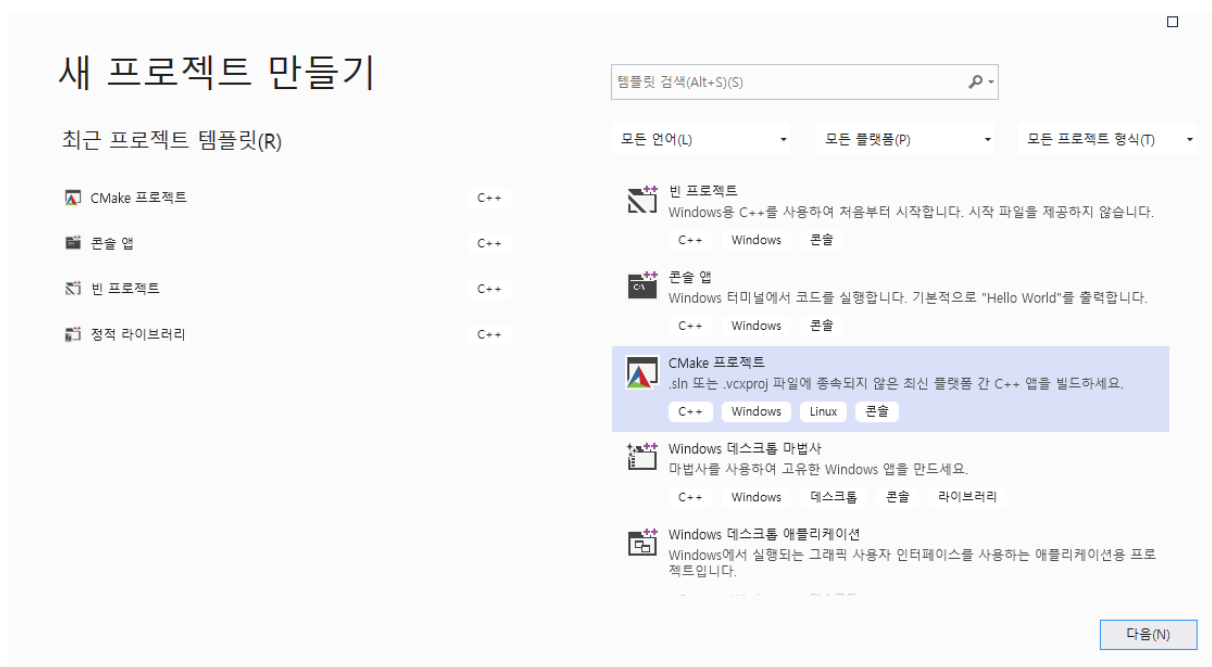 새 프로젝트 만들기
최근 프로젝트 템플릿(R)
CMake 프로젝트 C++
콘솔 앱 C++
빈 프로젝트 C++
정적 라이브러리 C++
템플릿 검색(Alt+S)(S)
모든 언어(L) 모든 플랫폼(P) 모든 프로젝트 형식(T)
빈 프로젝트
Windows용 C++를 사용하여 처음부터 시작합니다. 시작 파일을 제공하지 않습니다.
C++ Windows 콘솔
콘솔 앱
Windows 터미널에서 코드를 실행합니다. 기본적으로 "Hello World"를 출력합니다.
C++ Windows 콘솔
CMake 프로젝트
.sln 또는 .vcxproj 파일에 종속되지 않은 최신 플랫폼 간 C++ 앱을 빌드하세요.
C++ Windows Linux 콘솔
Windows 데스크톱 마법사
마법사를 사용하여 고유한 Windows 앱을 만드세요.
C++ Windows 데스크톱 콘솔 라이브러리
Windows 데스크톱 애플리케이션
Windows에서 실행되는 그래픽 사용자 인터페이스를 사용하는 애플리케이션용 프로
젝트입니다.
다음(N)